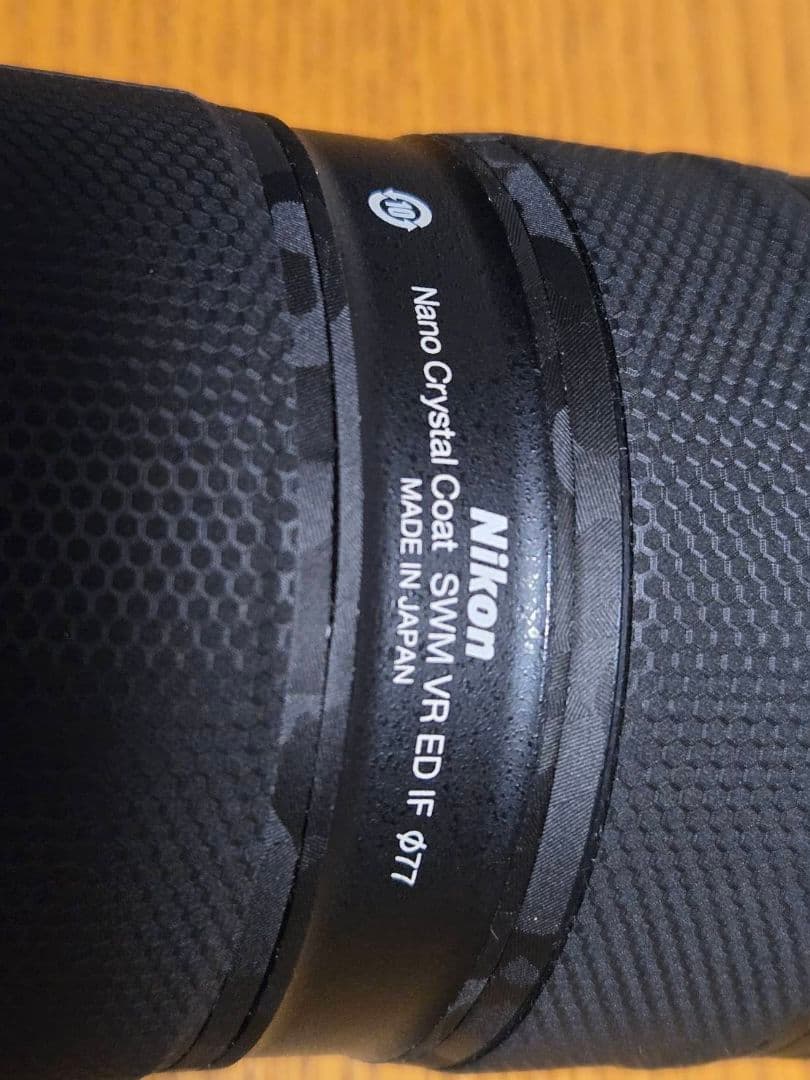 Nikon
Nano Crystal Coat SWM VR ED IF ø77
MADE IN JAPAN
10